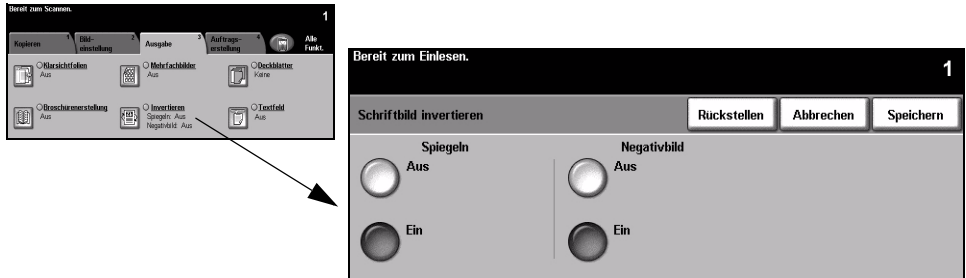 Bereit zum Scannen.
1
Kopieren 1
Bild-
einstellung 2
Ausgabe 3
Auftrags-
erstellung 4
Alle
Funkt.
Klarsichtfolien
Aus
Mehrfachbilder
Aus
Deckblätter
Keine
Broschürenerstellung
Aus
Invertieren
Spiegeln: Aus
Negativbild: Aus
Textfeld
Aus
Bereit zum Einlesen.
1
Schriftbild invertieren
Rückstellen
Abbrechen
Speichern
Spiegeln
Aus
Ein
Negativbild
Aus
Ein